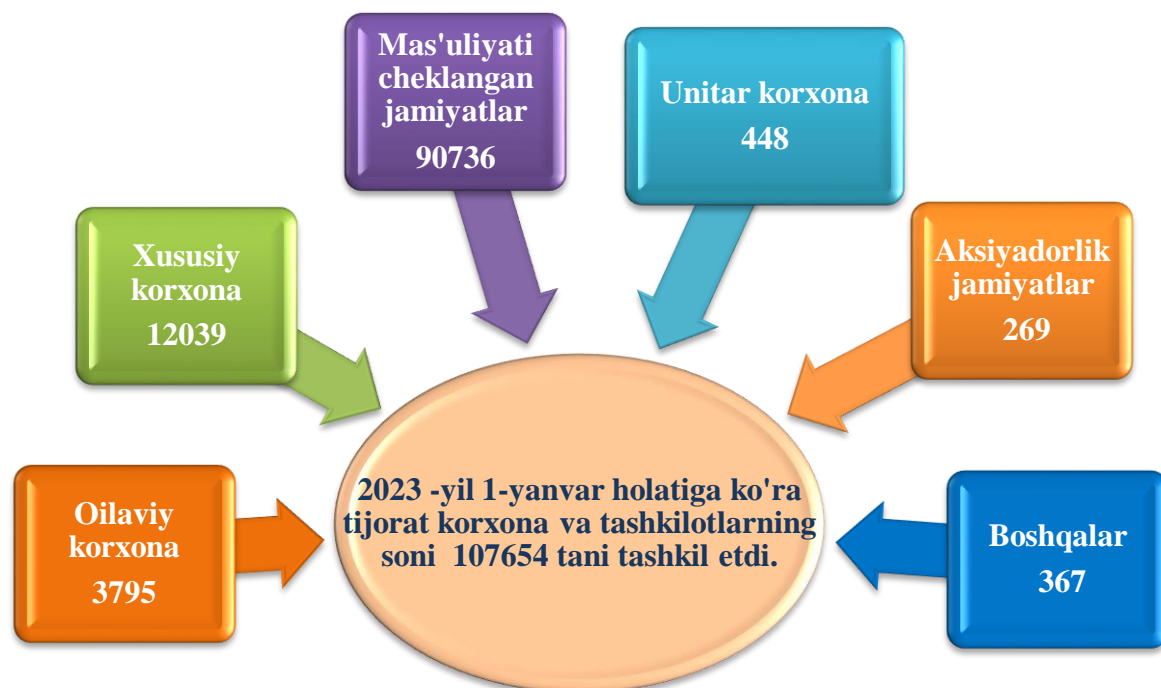 Mas'uliyati
cheklangan
jamiyatlar
90736
Unitar korxona
448
Xususiy
korxona
12039
Aksiyadorlik
jamiyatlar
269
Oilaviy
korxona
3795
2023 -yil 1-yanvar holatiga ko'ra
tijorat korxona va tashkilotlarning
soni 107654 tani tashkil etdi.
Boshqalar
367